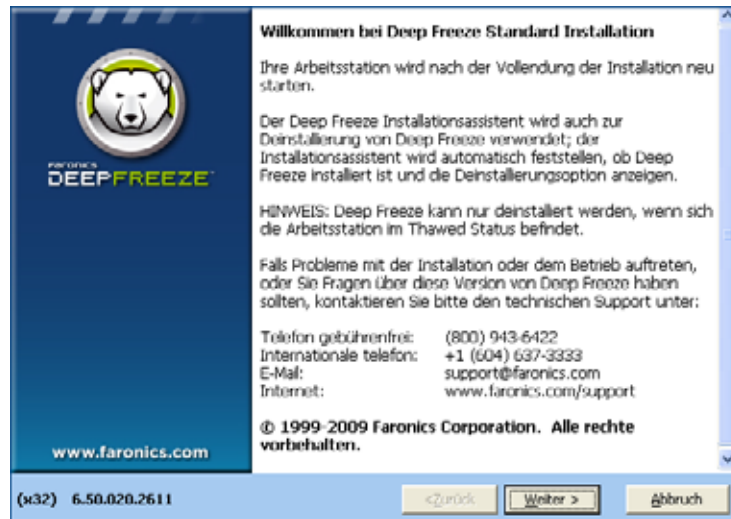 Willkommen bei Deep Freeze Standard Installation
Ihre Arbeitsstation wird nach der Vollendung der Installation neu
starten.
Der Deep Freeze Installationsassistent wird auch zur
Deinstallierung von Deep Freeze verwendet; der
Installationsassistent wird automatisch feststellen, ob Deep
Freeze installiert ist und die Deinstallierungsoption anzeigen.
HINWEIS: Deep Freeze kann nur deinstalliert werden, wenn sich
die Arbeitsstation im Thawed Status befindet.
Falls Probleme mit der Installation oder dem Betrieb auftreten,
oder Sie Fragen über diese Version von Deep Freeze haben
sollten, kontaktieren Sie bitte den technischen Support unter:
Telefon gebührenfrei: (800) 943-6422
Internationale telefon: +1 (604) 637-3333
E-Mail: support@faronics.com
Internet: www.faronics.com/support
© 1999-2009 Faronics Corporation. Alle rechte
vorbehalten.
FARONICS
DEEPFREEZE
www.faronics.com
(x32) 6.50.020.2611
<Zurück
Weiter >
Abbruch